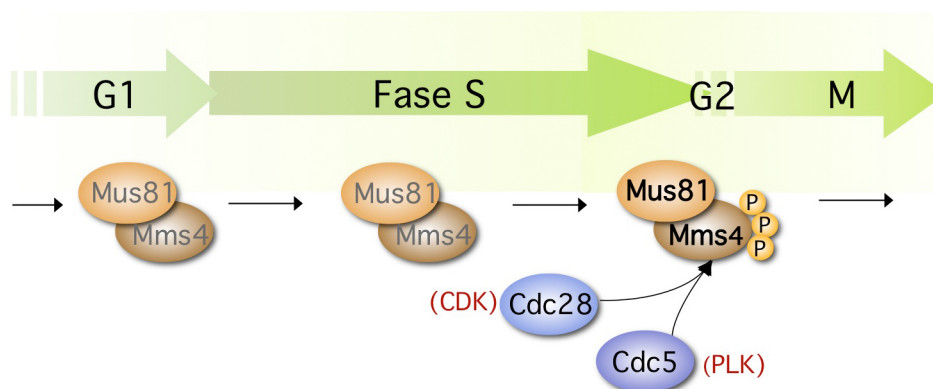 G1 Fase S G2 M
Mus81 Mus81 Mus81
Mms4 Mms4 Mms4
P
P
P
(CDK) Cdc28
Cdc5 (PLK)